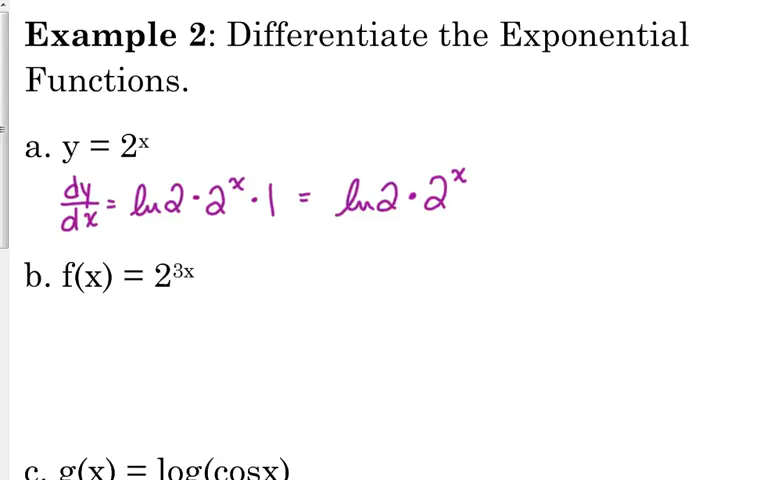 Example 2: Differentiate the Exponential
Functions.
a. y = 2ˣ
dy/dx = ln2 · 2ˣ · 1 = ln2 · 2ˣ
b. f(x) = 2³ˣ
c. g(x) = log(cosx)